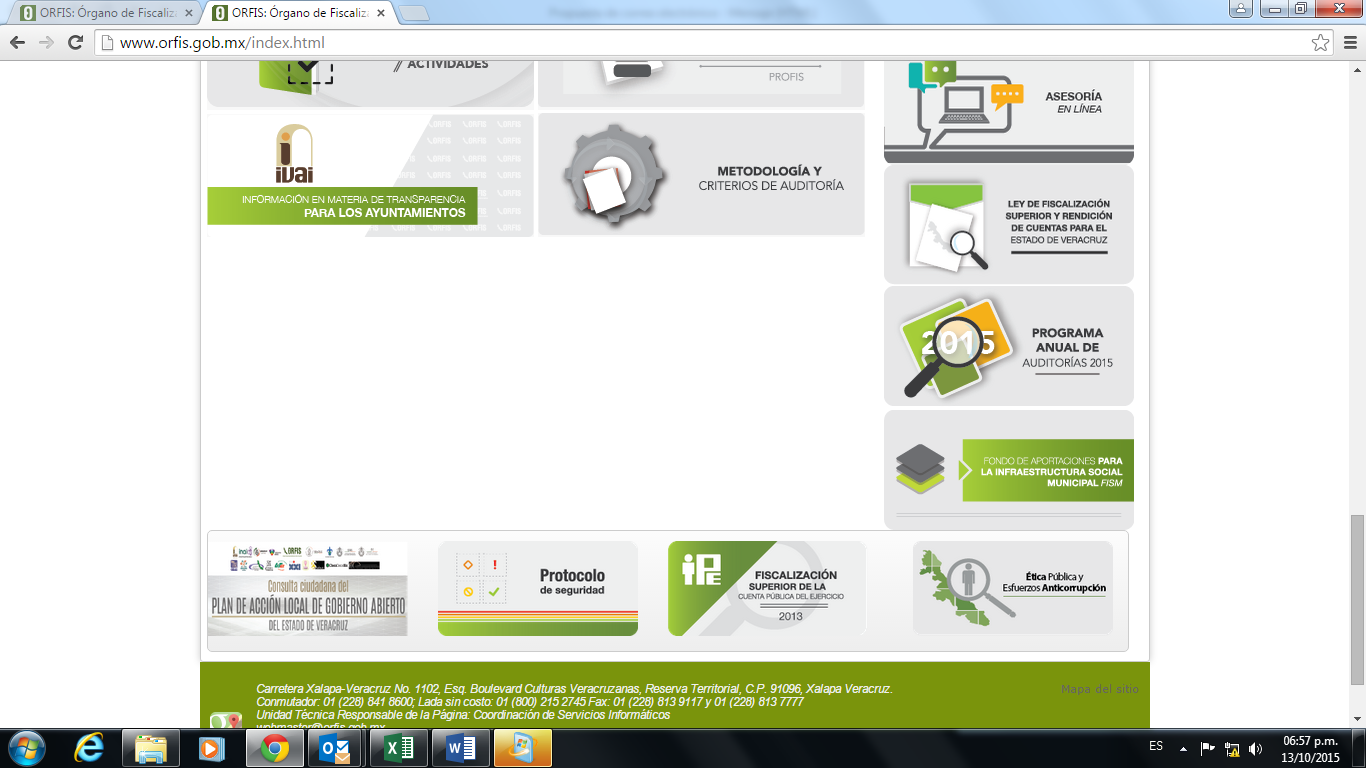 ORFIS: Órgano de Fiscaliz
ORFIS: Órgano de Fiscaliz
www.orfis.gob.mx/index.html
ACTIVIDADES
PROFIS
ASESORÍA
EN LÍNEA
ivai
INFORMACIÓN EN MATERIA DE TRANSPARENCIA
PARA LOS AYUNTAMIENTOS
METODOLOGÍA Y
CRITERIOS DE AUDITORÍA
LEY DE FISCALIZACIÓN
SUPERIOR Y RENDICIÓN
DE CUENTAS PARA EL
ESTADO DE VERACRUZ
2015
PROGRAMA
ANUAL DE
AUDITORÍAS 2015
FONDO DE APORTACIONES PARA
LA INFRAESTRUCTURA SOCIAL
MUNICIPAL FISM
Consulta ciudadana del
PLAN DE ACCIÓN LOCAL DE GOBIERNO ABIERTO
DEL ESTADO DE VERACRUZ
Protocolo
de seguridad
iPE
FISCALIZACIÓN
SUPERIOR DE LA
CUENTA PÚBLICA DEL EJERCICIO
2013
Ética Pública y
Esfuerzos Anticorrupción
Carretera Xalapa-Veracruz No. 1102, Esq. Boulevard Culturas Veracruzanas, Reserva Territorial, C.P. 91096, Xalapa Veracruz.
Mapa del sitio
Conmutador: 01 (228) 841 8600; Lada sin costo: 01 (800) 215 2745 Fax: 01 (228) 813 9117 y 01 (228) 813 7777
Unidad Técnica Responsable de la Página: Coordinación de Servicios Informáticos
webmaster@orfis.gob.mx
ES
06:57 p.m.
13/10/2015